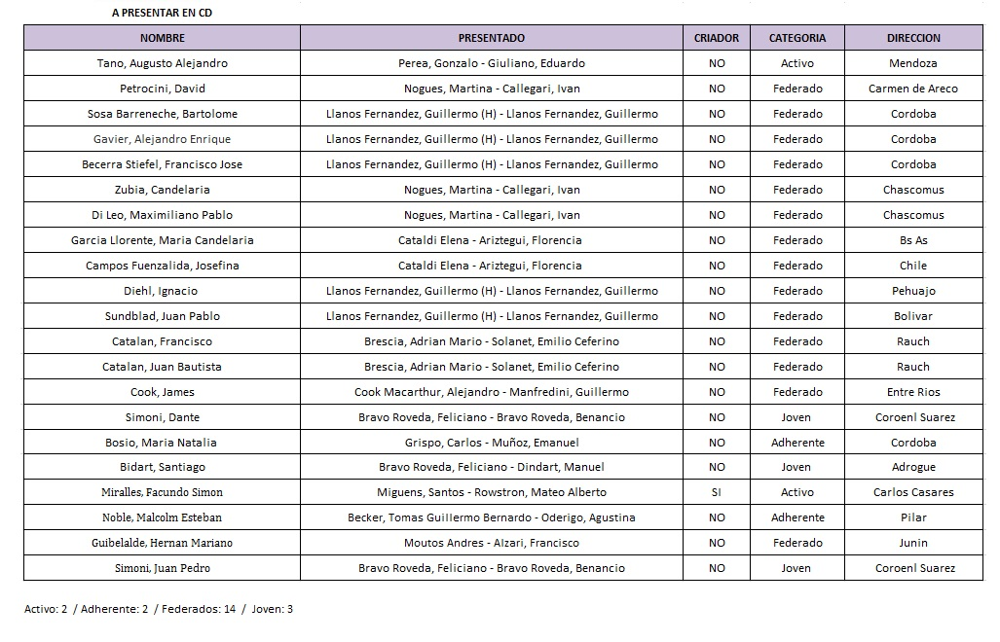 A PRESENTAR EN CD
NOMBRE PRESENTADO CRIADOR CATEGORIA DIRECCION
Tano, Augusto Alejandro Perea, Gonzalo - Giuliano, Eduardo NO Activo Mendoza
Petrocini, David Nogues, Martina - Callegari, Ivan NO Federado Carmen de Areco
Sosa Barreneche, Bartolome Llanos Fernandez, Guillermo (H) - Llanos Fernandez, Guillermo NO Federado Cordoba
Gavier, Alejandro Enrique Llanos Fernandez, Guillermo (H) - Llanos Fernandez, Guillermo NO Federado Cordoba
Becerra Stiefel, Francisco Jose Llanos Fernandez, Guillermo (H) - Llanos Fernandez, Guillermo NO Federado Cordoba
Zubia, Candelaria Nogues, Martina - Callegari, Ivan NO Federado Chascomus
Di Leo, Maximiliano Pablo Nogues, Martina - Callegari, Ivan NO Federado Chascomus
Garcia Llorente, Maria Candelaria Cataldi Elena - Ariztegui, Florencia NO Federado Bs As
Campos Fuenzalida, Josefina Cataldi Elena - Ariztegui, Florencia NO Federado Chile
Diehl, Ignacio Llanos Fernandez, Guillermo (H) - Llanos Fernandez, Guillermo NO Federado Pehuajo
Sundblad, Juan Pablo Llanos Fernandez, Guillermo (H) - Llanos Fernandez, Guillermo NO Federado Bolivar
Catalan, Francisco Brescia, Adrian Mario - Solanet, Emilio Ceferino NO Federado Rauch
Catalan, Juan Bautista Brescia, Adrian Mario - Solanet, Emilio Ceferino NO Federado Rauch
Cook, James Cook Macarthur, Alejandro - Manfredini, Guillermo NO Federado Entre Rios
Simoni, Dante Bravo Roveda, Feliciano - Bravo Roveda, Benancio NO Joven Coroenl Suarez
Bosio, Maria Natalia Grispo, Carlos - Muñoz, Emanuel NO Adherente Cordoba
Bidart, Santiago Bravo Roveda, Feliciano - Dindart, Manuel NO Joven Adrogue
Miralles, Facundo Simon Miguens, Santos - Rowstron, Mateo Alberto SI Activo Carlos Casares
Noble, Malcolm Esteban Becker, Tomas Guillermo Bernardo - Oderigo, Agustina NO Adherente Pilar
Guibelalde, Hernan Mariano Moutos Andres - Alzari, Francisco NO Federado Junin
Simoni, Juan Pedro Bravo Roveda, Feliciano - Bravo Roveda, Benancio NO Joven Coroenl Suarez
Activo: 2 / Adherente: 2 / Federados: 14 / Joven: 3